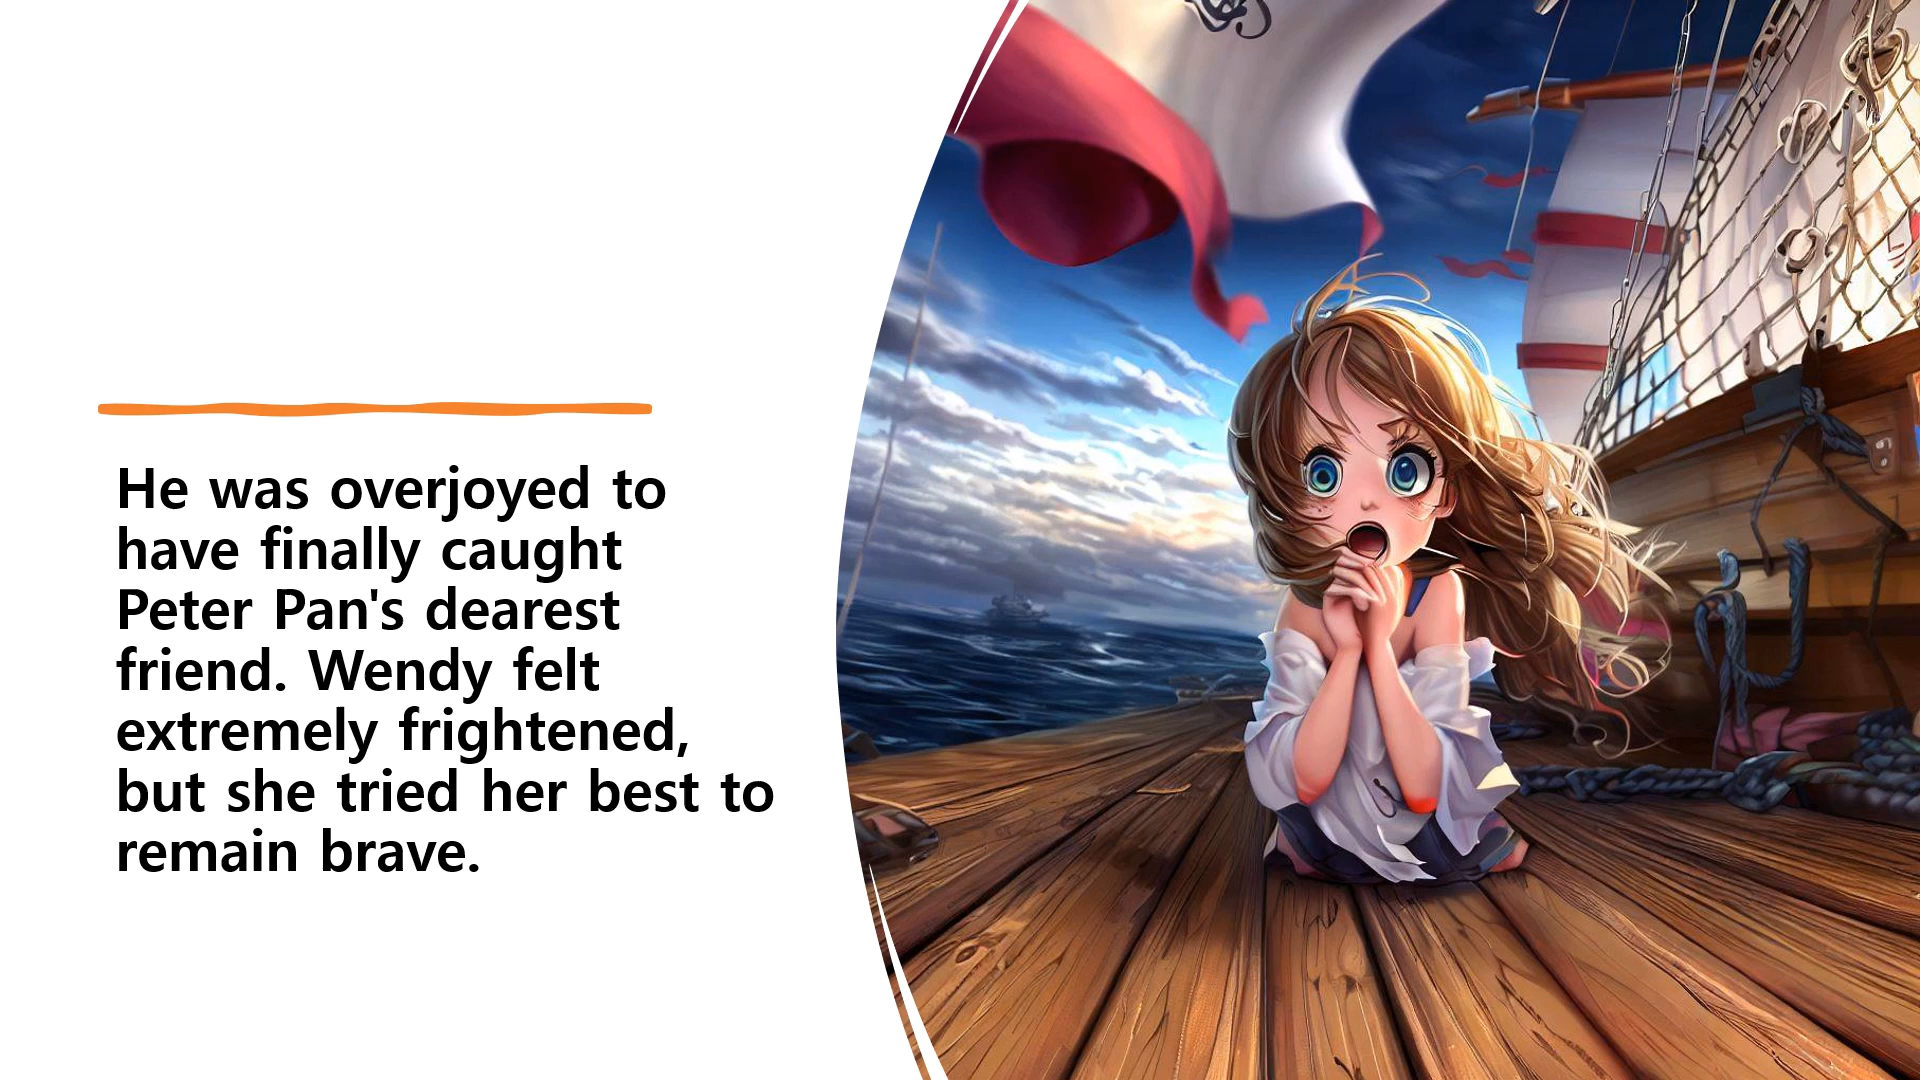 He was overjoyed to
have finally caught
Peter Pan's dearest
friend. Wendy felt
extremely frightened,
but she tried her best to
remain brave.